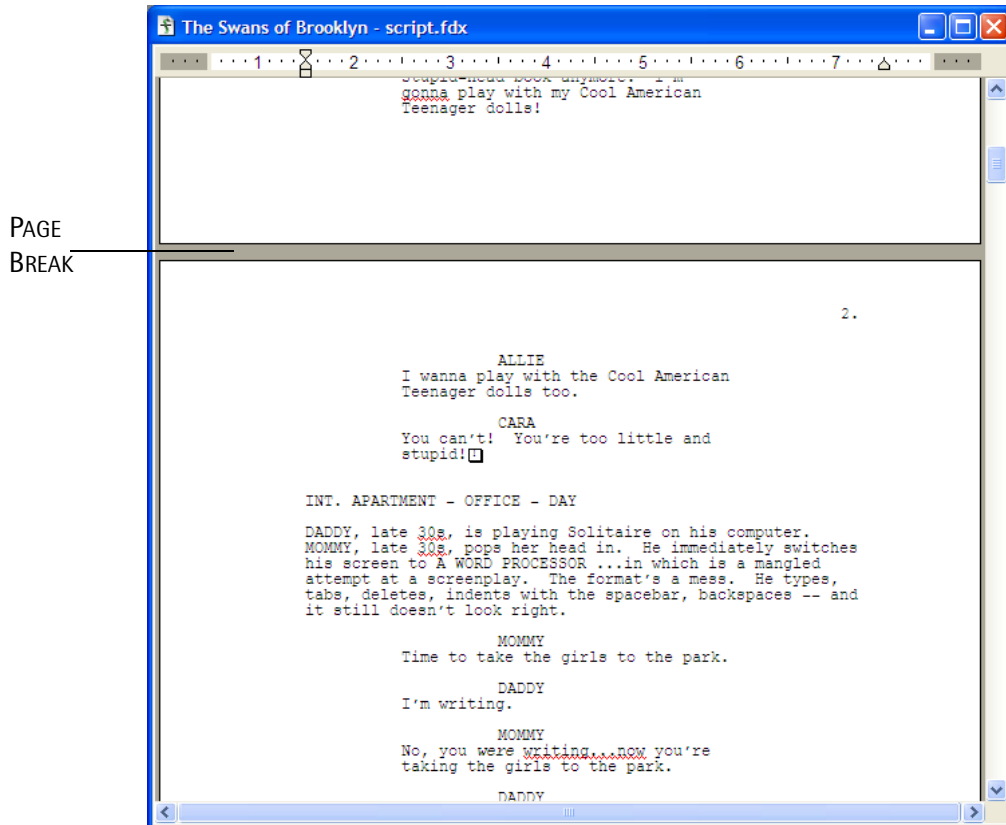 The Swans of Brooklyn - script.fdx
1 2 3 4 5 6 7
Stupid-head book anymore. I'm
gonna play with my Cool American
Teenager dolls!
PAGE
BREAK
2.
ALLIE
I wanna play with the Cool American
Teenager dolls too.
CARA
You can't! You're too little and
stupid!
INT. APARTMENT - OFFICE - DAY
DADDY, late 30s, is playing Solitaire on his computer.
MOMMY, late 30s, pops her head in. He immediately switches
his screen to A WORD PROCESSOR ...in which is a mangled
attempt at a screenplay. The format's a mess. He types,
tabs, deletes, indents with the spacebar, backspaces -- and
it still doesn't look right.
MOMMY
Time to take the girls to the park.
DADDY
I'm writing.
MOMMY
No, you were writing...now you're
taking the girls to the park.
DADDY